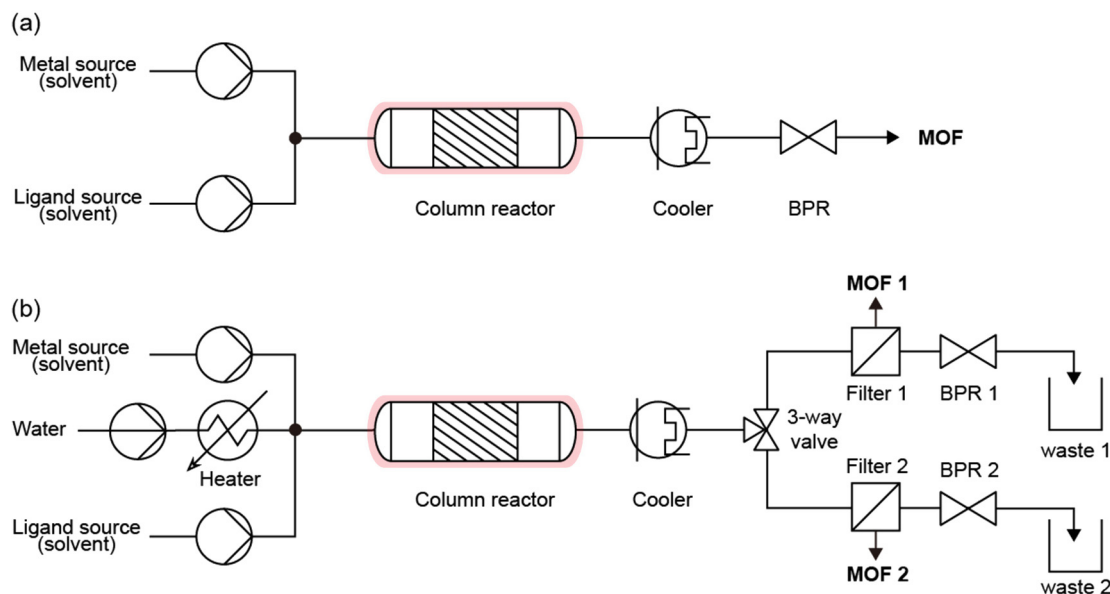 (a)
Metal source
(solvent)
Ligand source
(solvent)
Column reactor
Cooler
BPR
MOF
(b)
Metal source
(solvent)
Water
Heater
Ligand source
(solvent)
Column reactor
Cooler
3-way
valve
MOF 1
Filter 1
BPR 1
waste 1
Filter 2
BPR 2
MOF 2
waste 2